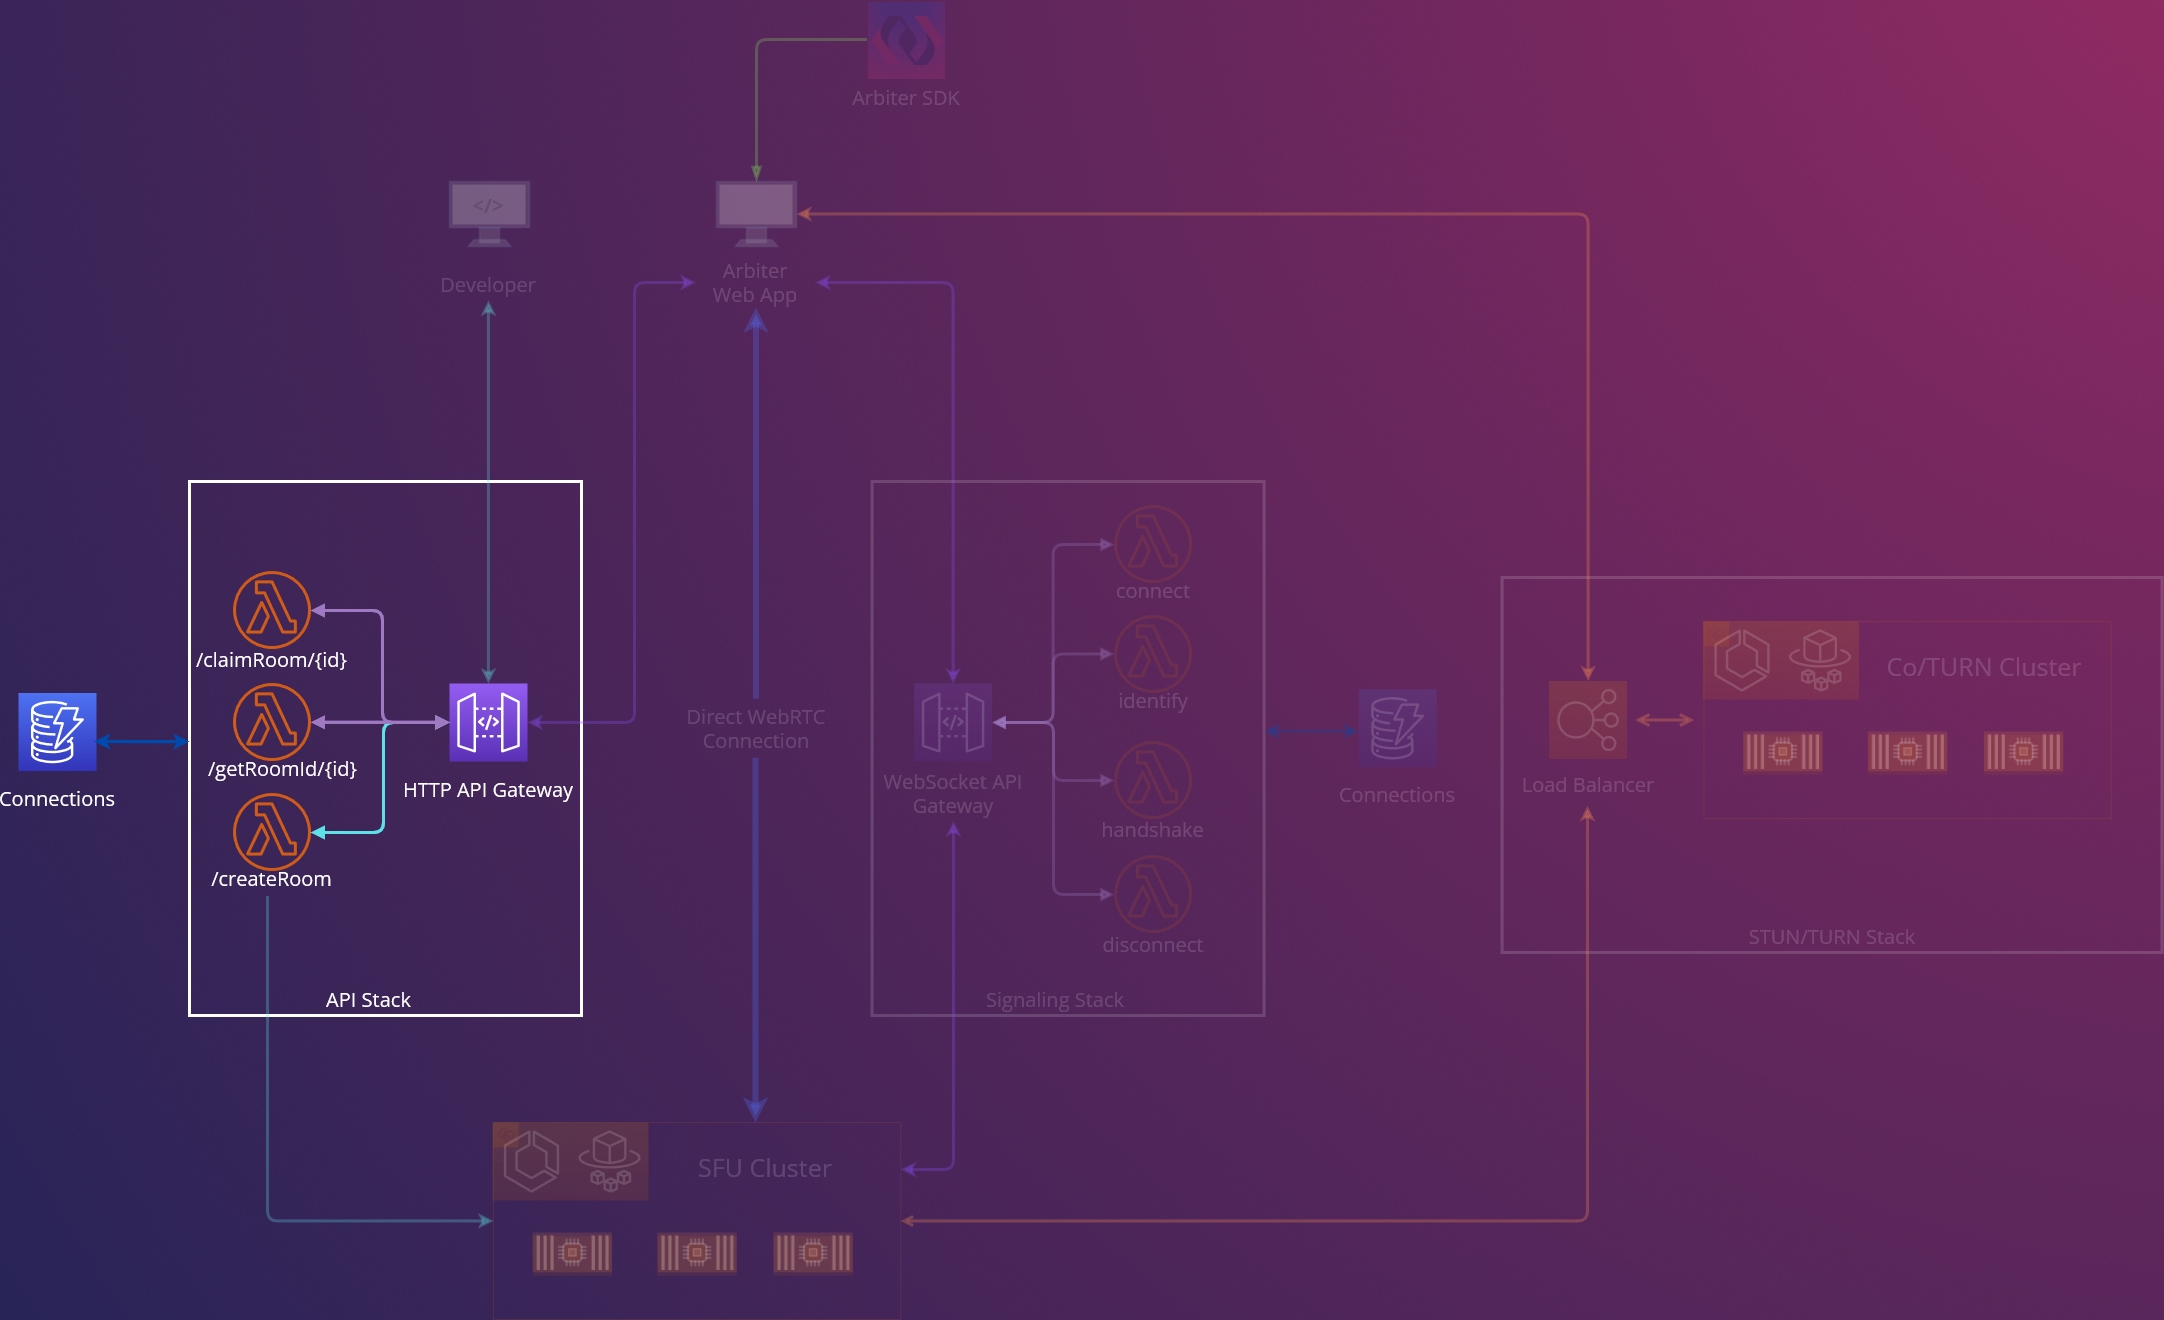 Arbiter SDK
</>
Developer
Arbiter
Web App
/claimRoom/{id}
/getRoomId/{id}
/createRoom
</>
HTTP API Gateway
API Stack
Connections
Direct WebRTC
Connection
connect
identify
handshake
disconnect
</>
WebSocket API
Gateway
Signaling Stack
Connections
Load Balancer
Co/TURN Cluster
STUN/TURN Stack
SFU Cluster